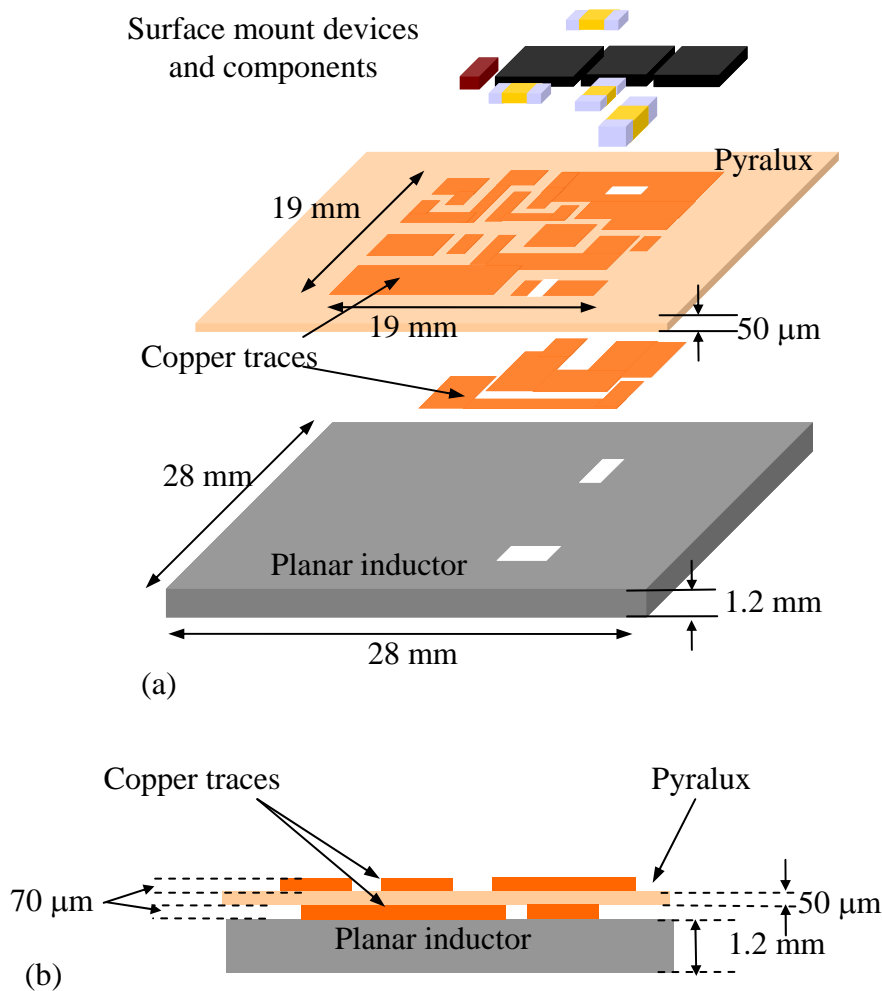 Surface mount devices
and components
Pyralux
19 mm
19 mm
50 μm
Copper traces
28 mm
Planar inductor
1.2 mm
28 mm
(a)
Copper traces
Pyralux
70 μm
50 μm
Planar inductor
1.2 mm
(b)